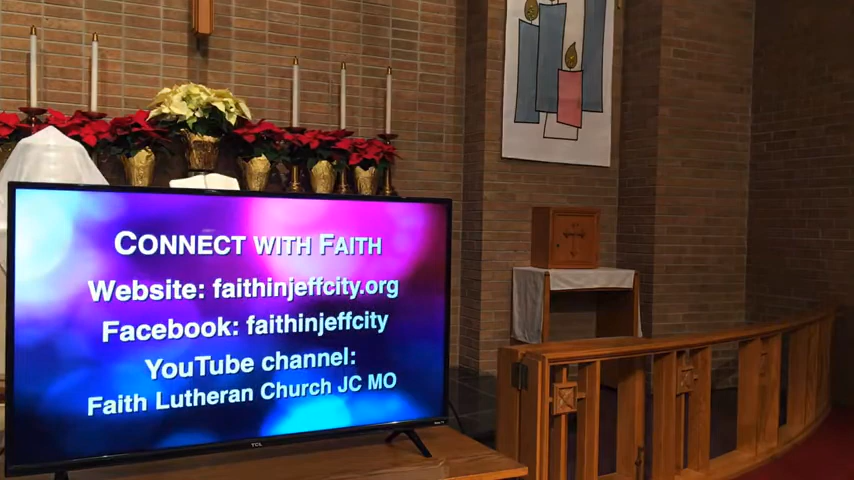 CONNECT WITH FAITH
Website: faithinjeffcity.org
Facebook: faithinjeffcity
YouTube channel:
Faith Lutheran Church JC MO
TCL